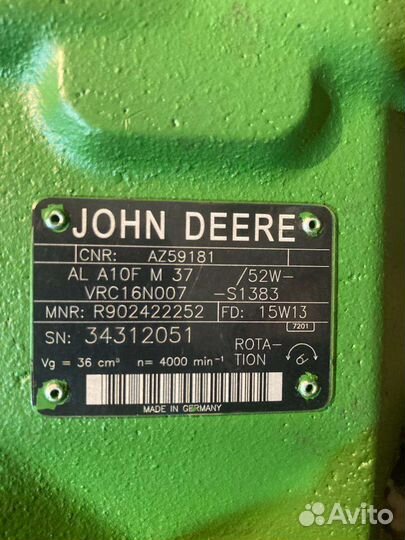 JOHN DEERE
CNR: AZ59181
AL A10F M 37 /52W-
VRC16N007 -S1383
MNR: R902422252 FD: 15W13
7201
SN: 34312051
ROTA-
TION
Vg = 36 cm³ n= 4000 min⁻¹
MADE IN GERMANY
Avito